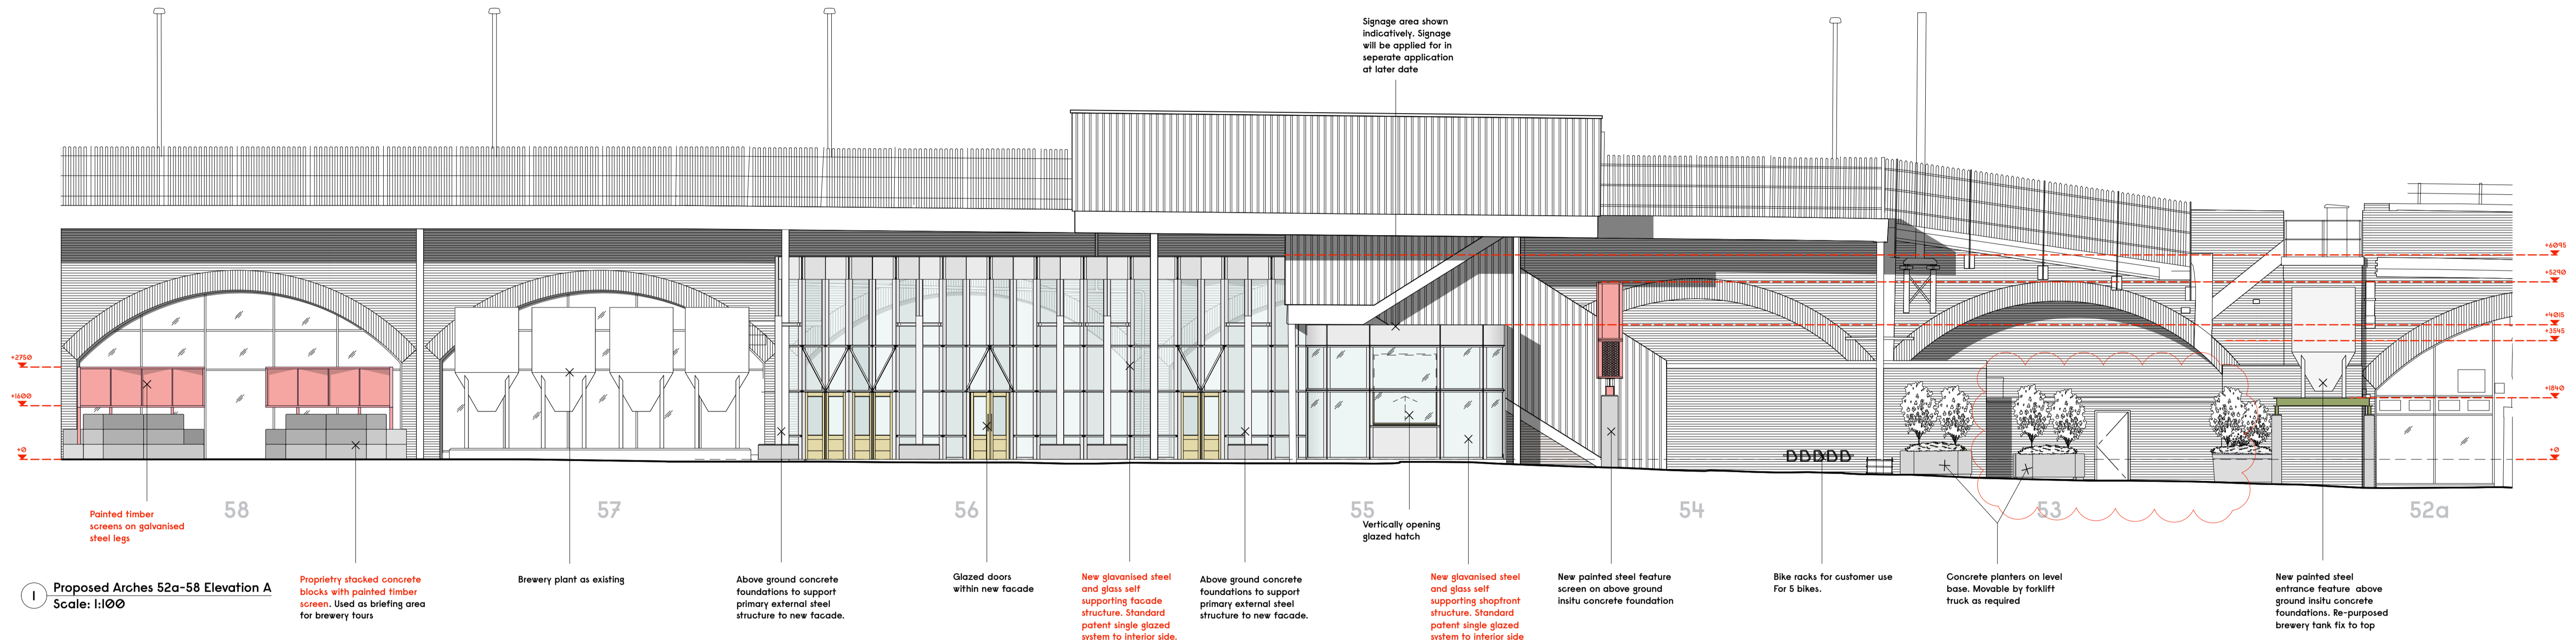 Signage area shown
indicatively. Signage
will be applied for in
seperate application
at later date
+6095
+5290
+4015
+3545
+1840
+0
+2750
+1600
+0
58
57
56
55
54
53
52a
Painted timber
screens on galvanised
steel legs
Vertically opening
glazed hatch
1
Proposed Arches 52a-58 Elevation A
Scale: 1:100
Proprietry stacked concrete
blocks with painted timber
screen. Used as briefing area
for brewery tours
Brewery plant as existing
Above ground concrete
foundations to support
primary external steel
structure to new facade.
Glazed doors
within new facade
New glavanised steel
and glass self
supporting facade
structure. Standard
patent single glazed
system to interior side.
Above ground concrete
foundations to support
primary external steel
structure to new facade.
New glavanised steel
and glass self
supporting shopfront
structure. Standard
patent single glazed
system to interior side
New painted steel feature
screen on above ground
insitu concrete foundation
Bike racks for customer use
For 5 bikes.
Concrete planters on level
base. Movable by forklift
truck as required
New painted steel
entrance feature above
ground insitu concrete
foundations. Re-purposed
brewery tank fix to top